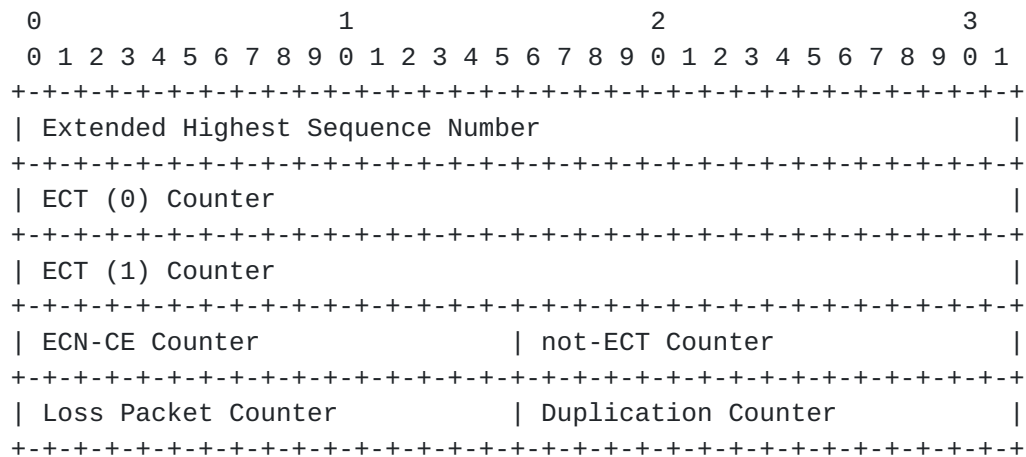 0                   1                   2                   3
 0 1 2 3 4 5 6 7 8 9 0 1 2 3 4 5 6 7 8 9 0 1 2 3 4 5 6 7 8 9 0 1
+-+-+-+-+-+-+-+-+-+-+-+-+-+-+-+-+-+-+-+-+-+-+-+-+-+-+-+-+-+-+-+-+
| Extended Highest Sequence Number                              |
+-+-+-+-+-+-+-+-+-+-+-+-+-+-+-+-+-+-+-+-+-+-+-+-+-+-+-+-+-+-+-+-+
| ECT (0) Counter                                               |
+-+-+-+-+-+-+-+-+-+-+-+-+-+-+-+-+-+-+-+-+-+-+-+-+-+-+-+-+-+-+-+-+
| ECT (1) Counter                                               |
+-+-+-+-+-+-+-+-+-+-+-+-+-+-+-+-+-+-+-+-+-+-+-+-+-+-+-+-+-+-+-+-+
| ECN-CE Counter                | not-ECT Counter               |
+-+-+-+-+-+-+-+-+-+-+-+-+-+-+-+-+-+-+-+-+-+-+-+-+-+-+-+-+-+-+-+-+
| Loss Packet Counter           | Duplication Counter           |
+-+-+-+-+-+-+-+-+-+-+-+-+-+-+-+-+-+-+-+-+-+-+-+-+-+-+-+-+-+-+-+-+